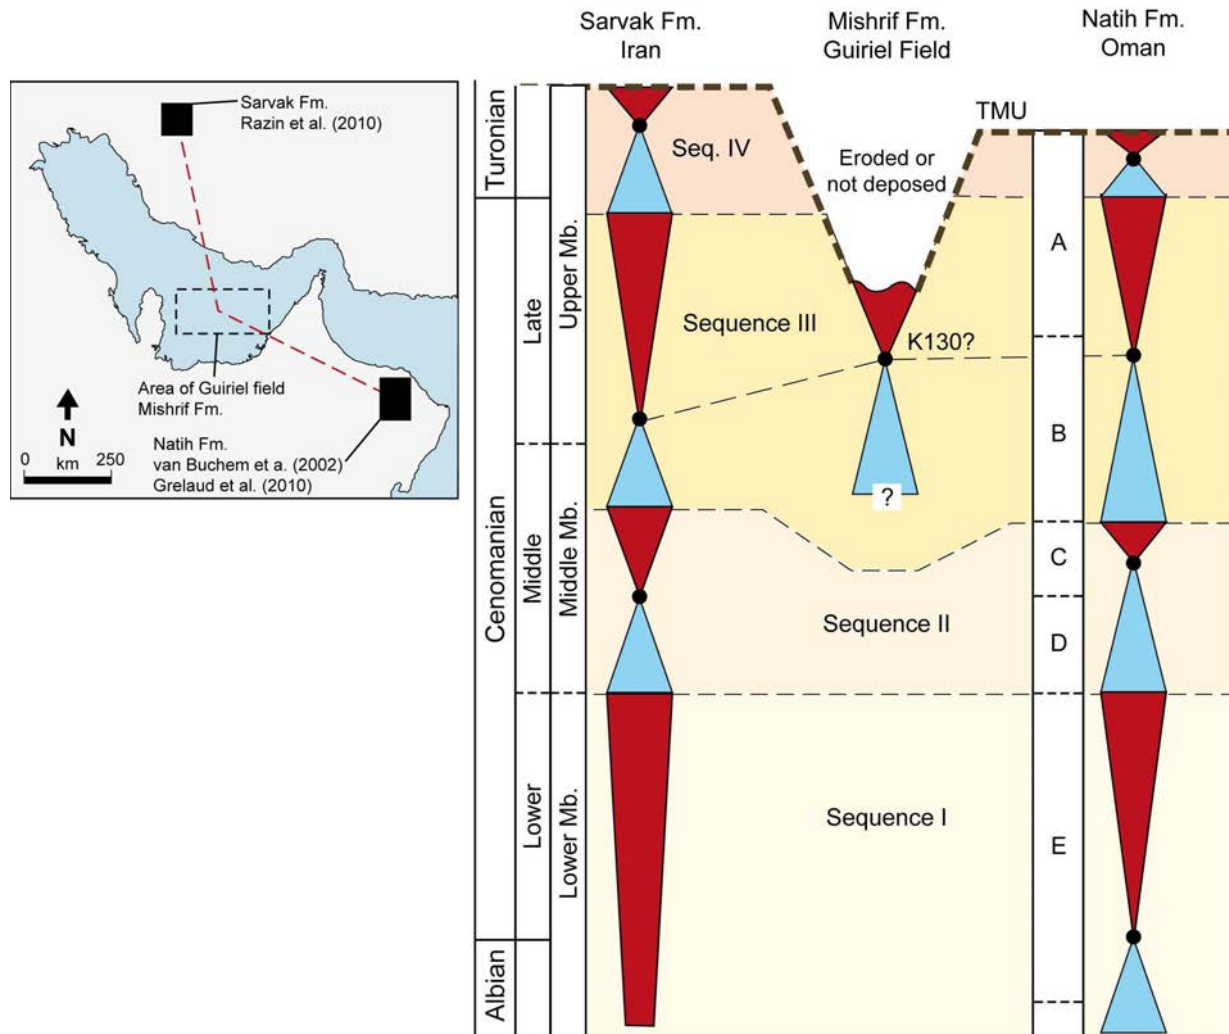 Sarvak Fm.
Iran
Mishrif Fm.
Guiriel Field
Natih Fm.
Oman
Sarvak Fm.
Razin et al. (2010)
Area of Guiriel field
Mishrif Fm.
N
0 km 250
Natih Fm.
van Buchem et a. (2002)
Grelaud et al. (2010)
Turonian
Cenomanian
Albian
Late
Middle
Lower
Upper Mb.
Middle Mb.
Lower Mb.
TMU
Seq. IV
Eroded or
not deposed
Sequence III
K130?
?
Sequence II
Sequence I
A
B
C
D
E